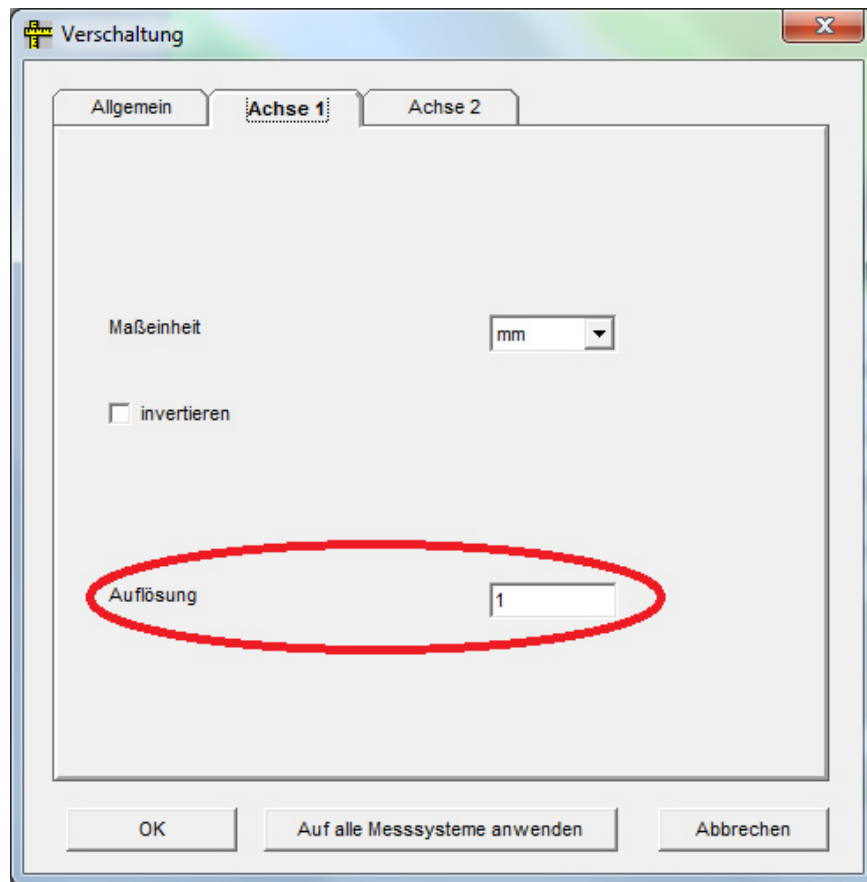 Verschaltung
Allgemein Achse 1 Achse 2
Maßeinheit mm
invertieren
Auflösung 1
OK Auf alle Messsysteme anwenden Abbrechen